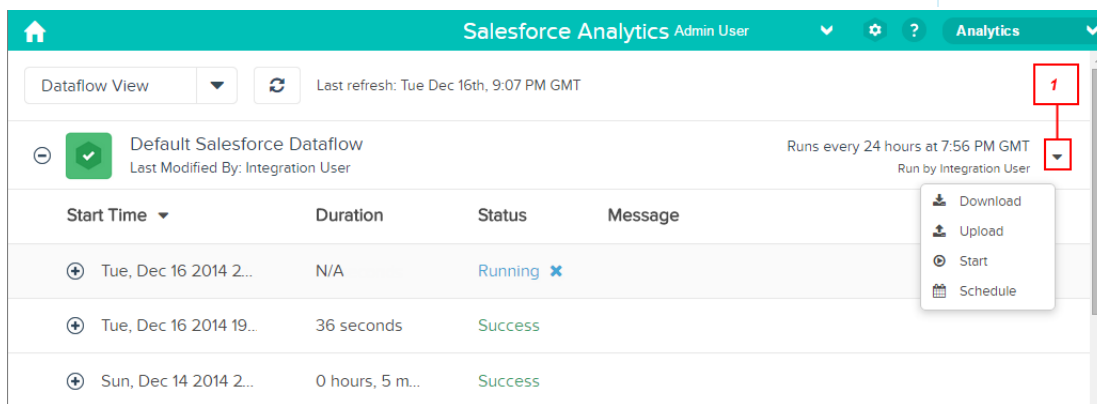 Salesforce Analytics Admin User ? Analytics
Dataflow View Last refresh: Tue Dec 16th, 9:07 PM GMT 1
Default Salesforce Dataflow Runs every 24 hours at 7:56 PM GMT
Last Modified By: Integration User Run by Integration User
Start Time Duration Status Message
Download
Upload
Start
Schedule
Tue, Dec 16 2014 2... N/A Running
Tue, Dec 16 2014 19... 36 seconds Success
Sun, Dec 14 2014 2... 0 hours, 5 m... Success